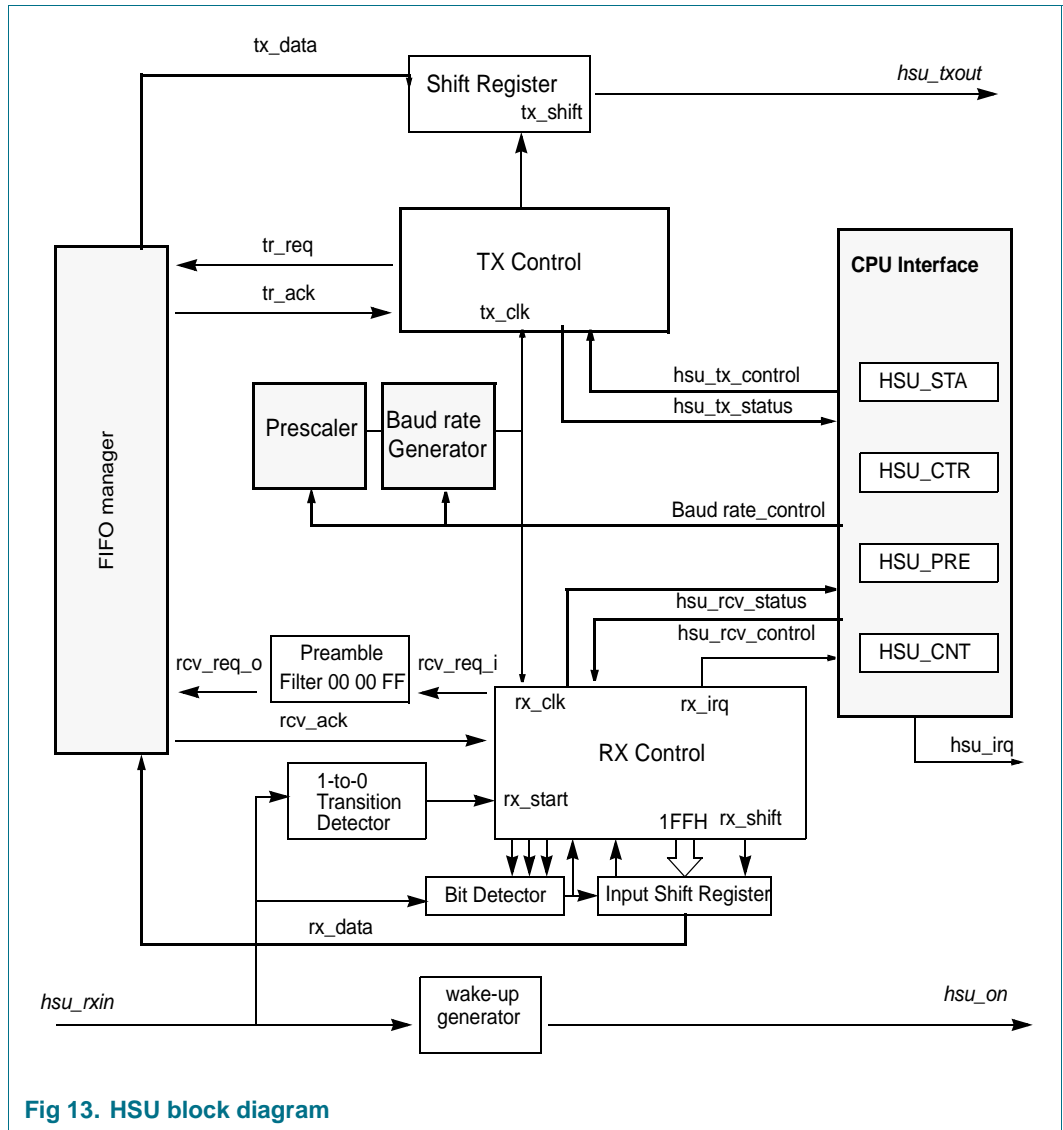 tx_data
Shift Register
tx_shift
hsu_txout
tr_req
TX Control
tr_ack
tx_clk
CPU Interface
hsu_tx_control
HSU_STA
hsu_tx_status
Prescaler
Baud rate
Generator
HSU_CTR
Baud rate_control
FIFO manager
HSU_PRE
hsu_rcv_status
hsu_rcv_control
HSU_CNT
rcv_req_o
Preamble
Filter 00 00 FF
rcv_req_i
rx_clk
rx_irq
rcv_ack
RX Control
hsu_irq
1-to-0
Transition
Detector
rx_start
1FFH
rx_shift
Bit Detector
Input Shift Register
rx_data
hsu_rxin
wake-up
generator
hsu_on
Fig 13. HSU block diagram